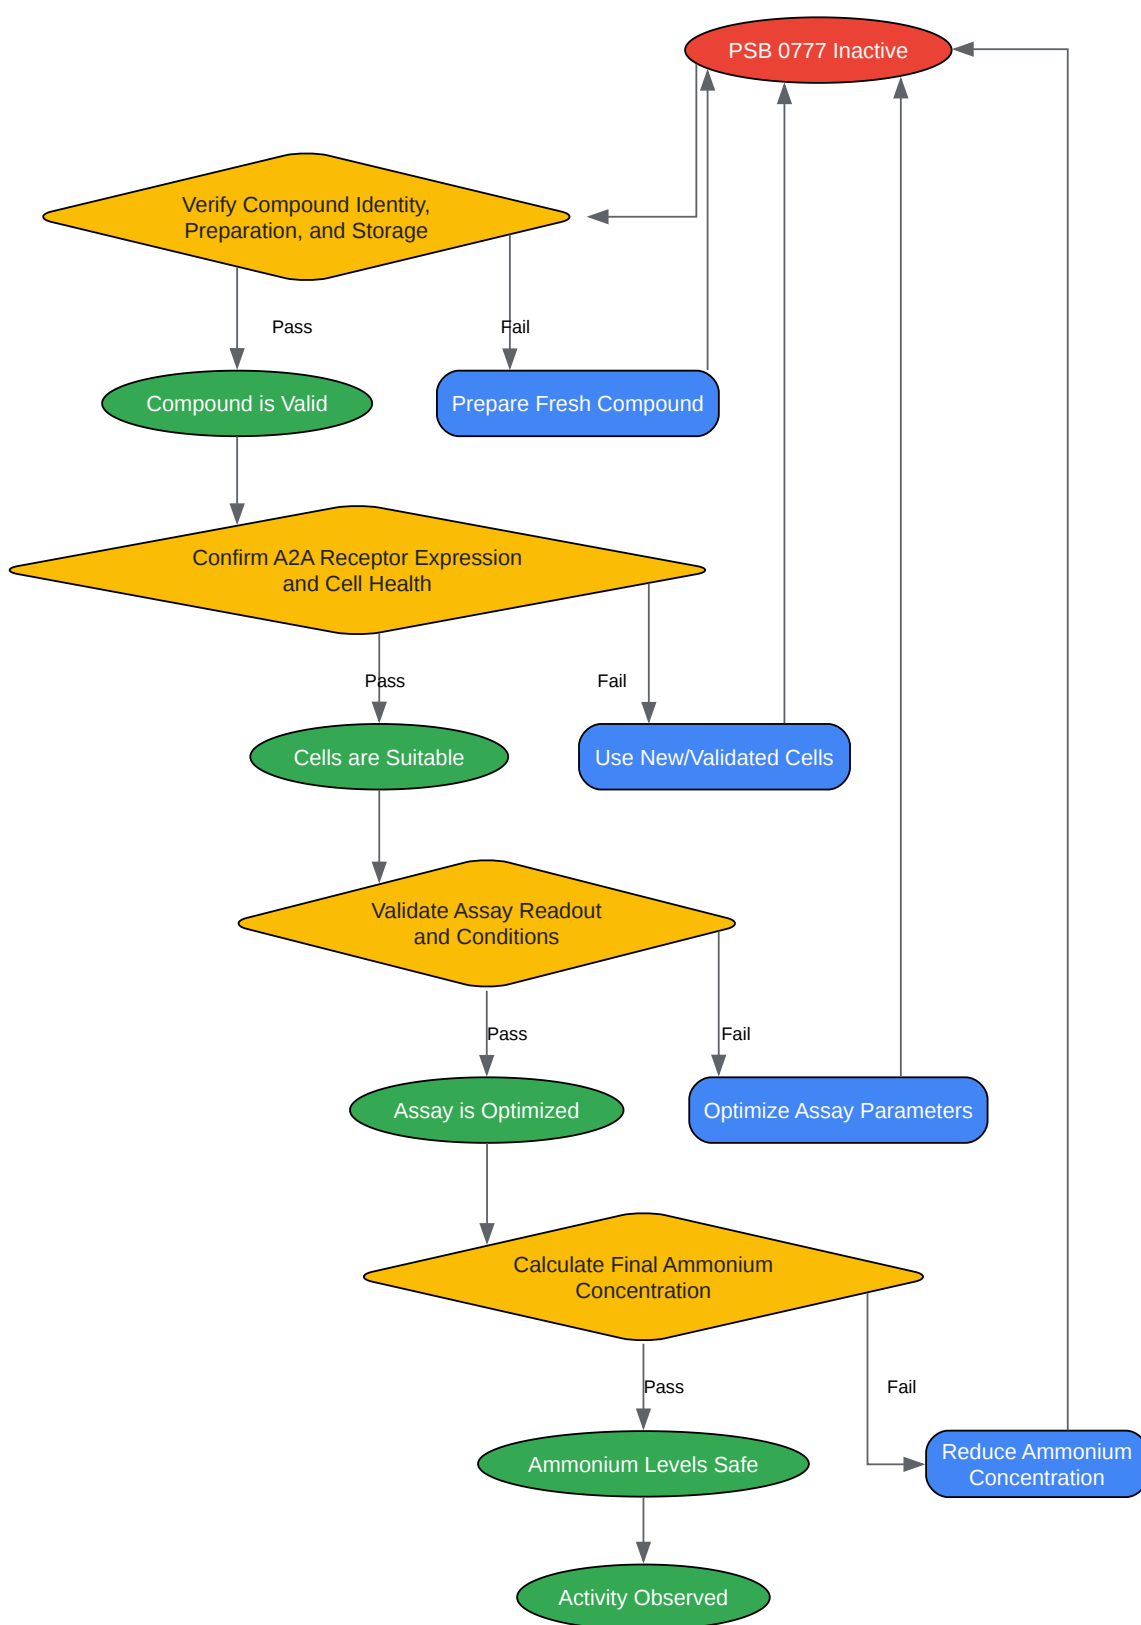 PSB 0777 Inactive
Verify Compound Identity,
Preparation, and Storage
Pass
Fail
Compound is Valid
Prepare Fresh Compound
Confirm A2A Receptor Expression
and Cell Health
Pass
Fail
Cells are Suitable
Use New/Validated Cells
Validate Assay Readout
and Conditions
Pass
Fail
Assay is Optimized
Optimize Assay Parameters
Calculate Final Ammonium
Concentration
Pass
Fail
Ammonium Levels Safe
Reduce Ammonium
Concentration
Activity Observed